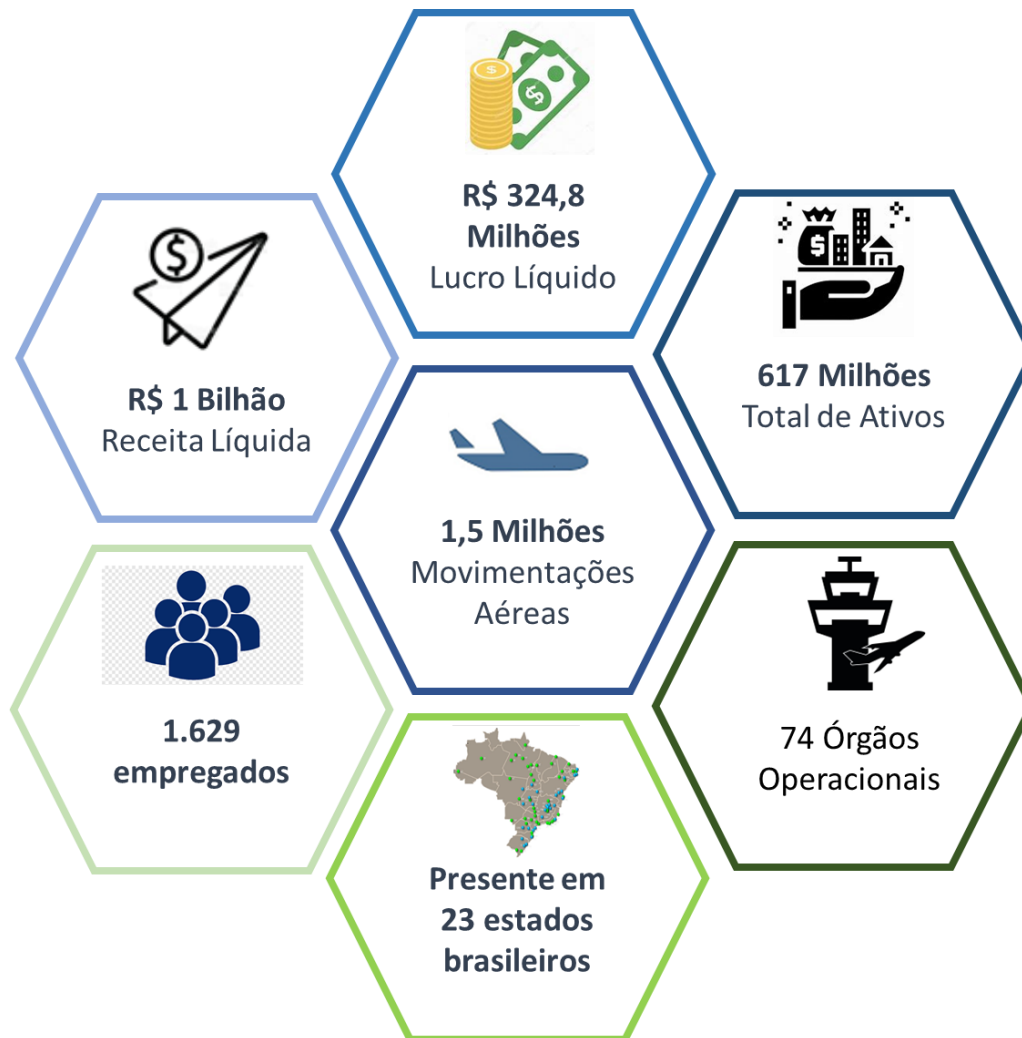 R$ 324,8
Milhões
Lucro Líquido
R$ 1 Bilhão
Receita Líquida
617 Milhões
Total de Ativos
1,5 Milhões
Movimentações
Aéreas
1.629
empregados
74 Órgãos
Operacionais
Presente em
23 estados
brasileiros